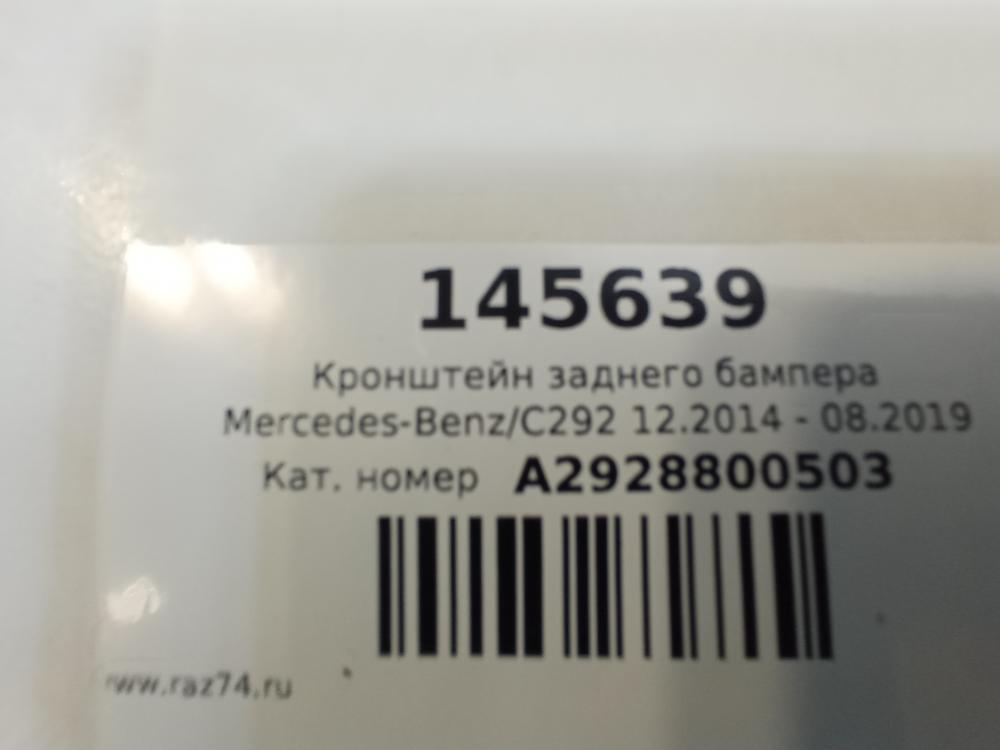 145639
Кронштейн заднего бампера
Mercedes-Benz/C292 12.2014 - 08.2019
Кат. номер A2928800503
www.raz74.ru